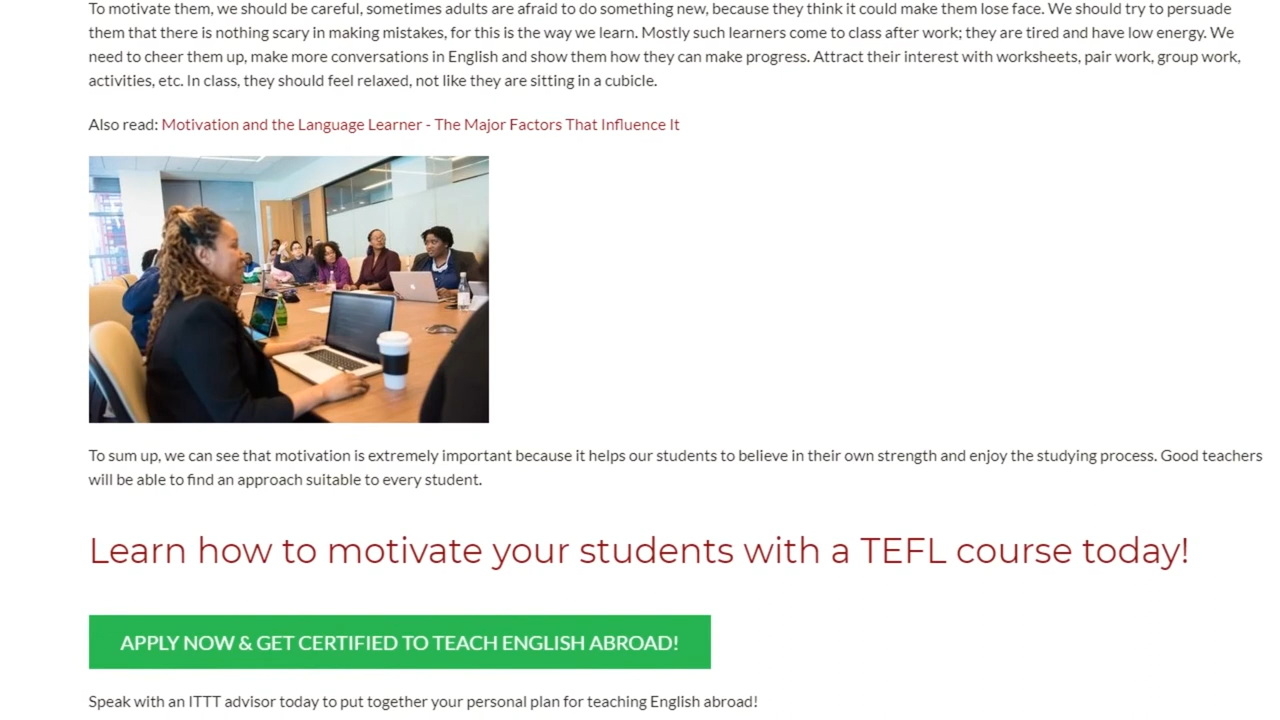 To motivate them, we should be careful, sometimes adults are afraid to do something new, because they think it could make them lose face. We should try to persuade
them that there is nothing scary in making mistakes, for this is the way we learn. Mostly such learners come to class after work; they are tired and have low energy. We
need to cheer them up, make more conversations in English and show them how they can make progress. Attract their interest with worksheets, pair work, group work,
activities, etc. In class, they should feel relaxed, not like they are sitting in a cubicle.
Also read: Motivation and the Language Learner - The Major Factors That Influence It
To sum up, we can see that motivation is extremely important because it helps our students to believe in their own strength and enjoy the studying process. Good teachers
will be able to find an approach suitable to every student.
Learn how to motivate your students with a TEFL course today!
APPLY NOW & GET CERTIFIED TO TEACH ENGLISH ABROAD!
Speak with an ITTT advisor today to put together your personal plan for teaching English abroad!